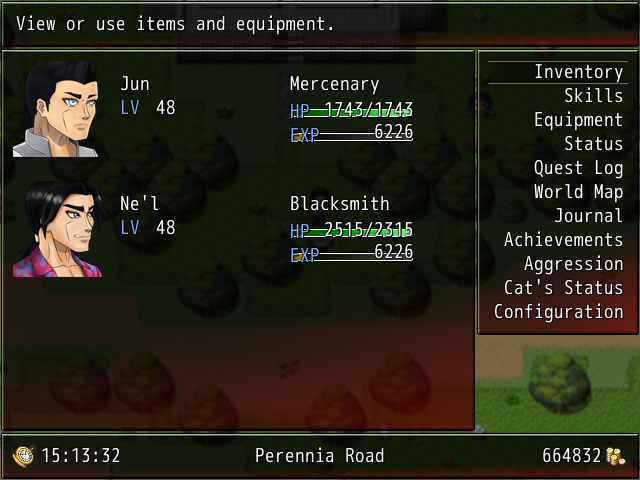 View or use items and equipment.
Jun
LV 48
Mercenary
HP 1743/1743
EXP 6226
Ne'l
LV 48
Blacksmith
HP 2515/2315
EXP 6226
Inventory
Skills
Equipment
Status
Quest Log
World Map
Journal
Achievements
Aggression
Cat's Status
Configuration
15:13:32
Perennia Road
664832